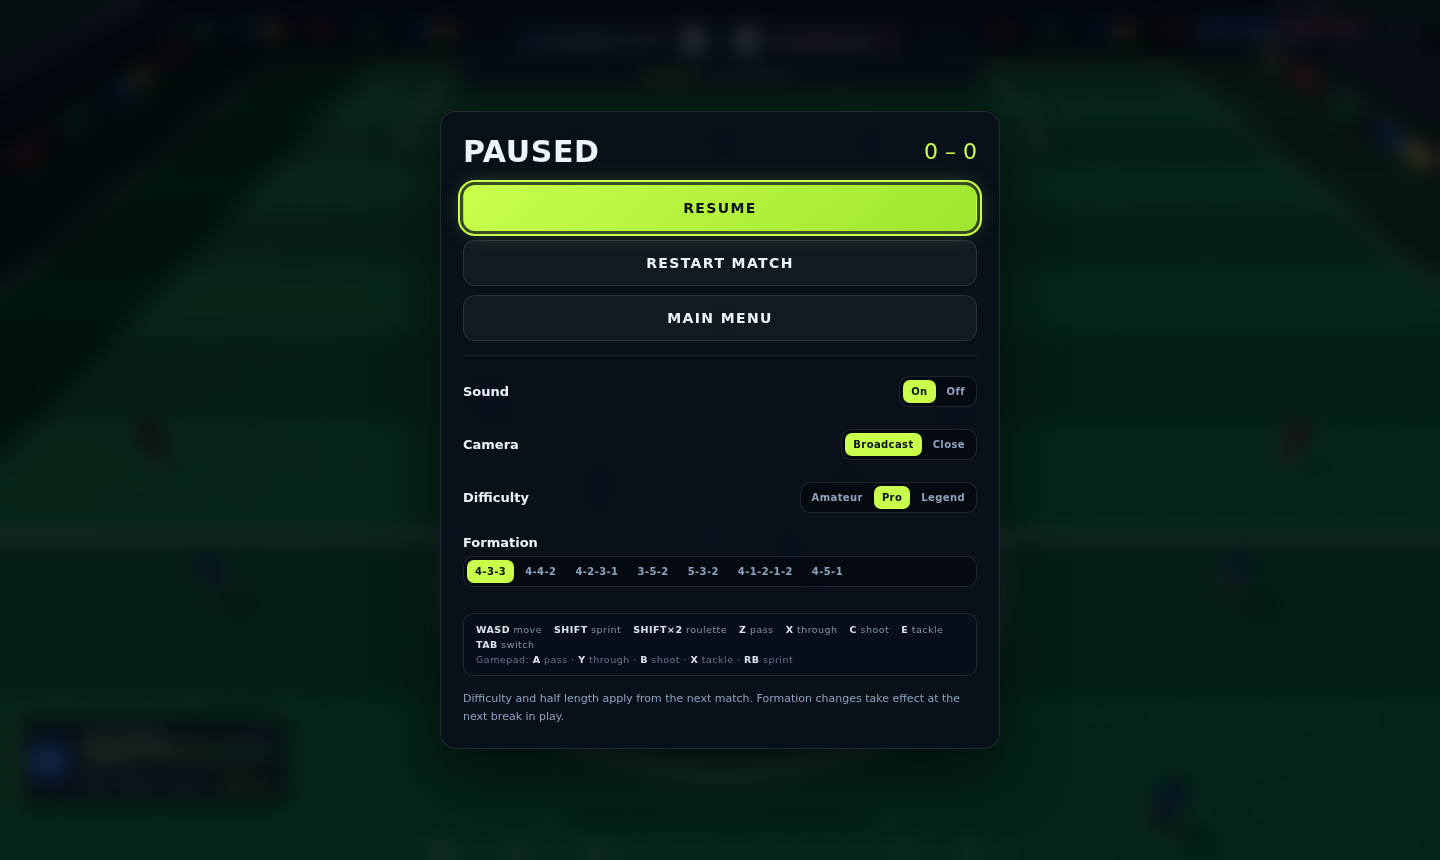 PAUSED 0 – 0
RESUME
RESTART MATCH
MAIN MENU
Sound On Off
Camera Broadcast Close
Difficulty Amateur Pro Legend
Formation
4-3-3 4-4-2 4-2-3-1 3-5-2 5-3-2 4-1-2-1-2 4-5-1
WASD move SHIFT sprint SHIFT×2 roulette Z pass X through C shoot E tackle
TAB switch
Gamepad: A pass · Y through · B shoot · X tackle · RB sprint
Difficulty and half length apply from the next match. Formation changes take effect at the
next break in play.